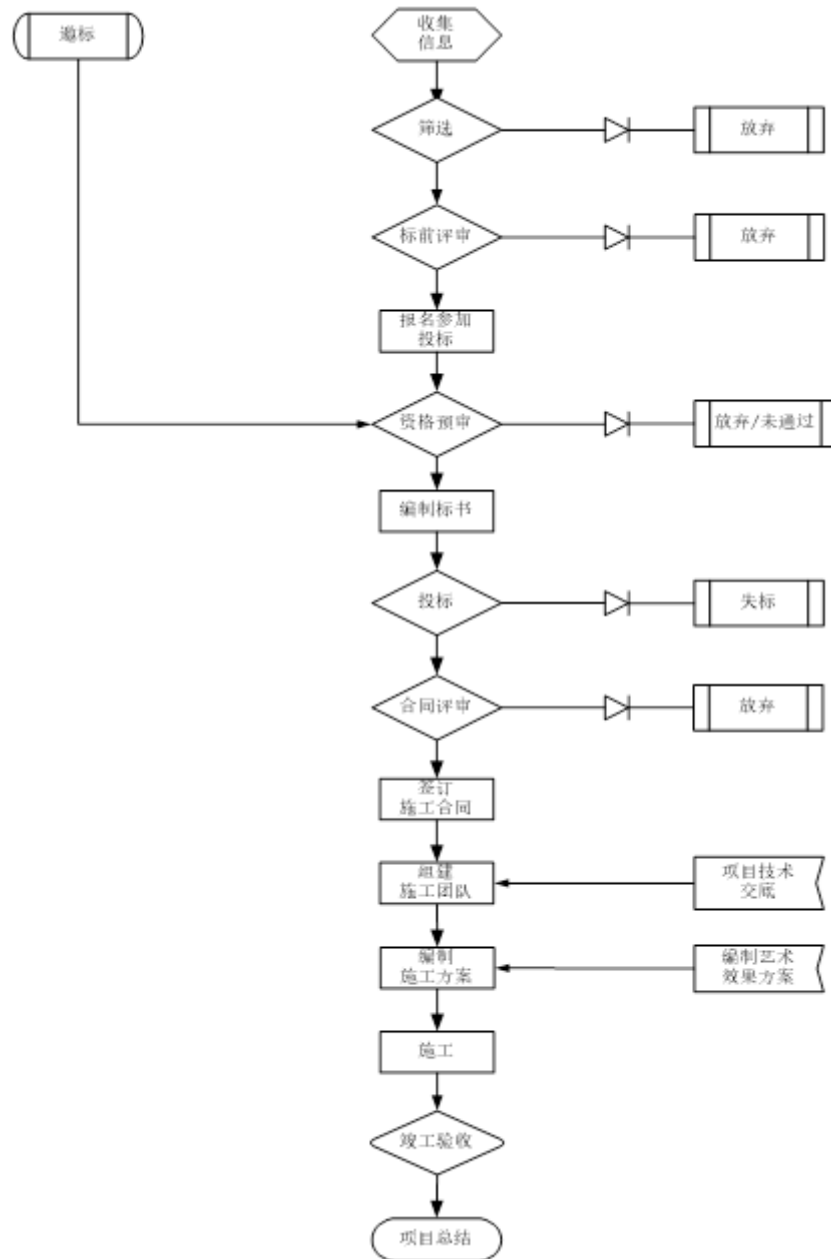 邀标
收集
信息
筛选
放弃
标前评审
放弃
报名参加
投标
资格预审
放弃/未通过
编制标书
投标
失标
合同评审
放弃
签订
施工合同
组建
施工团队
项目技术
交底
编制
施工方案
编制艺术
效果方案
施工
竣工验收
项目总结